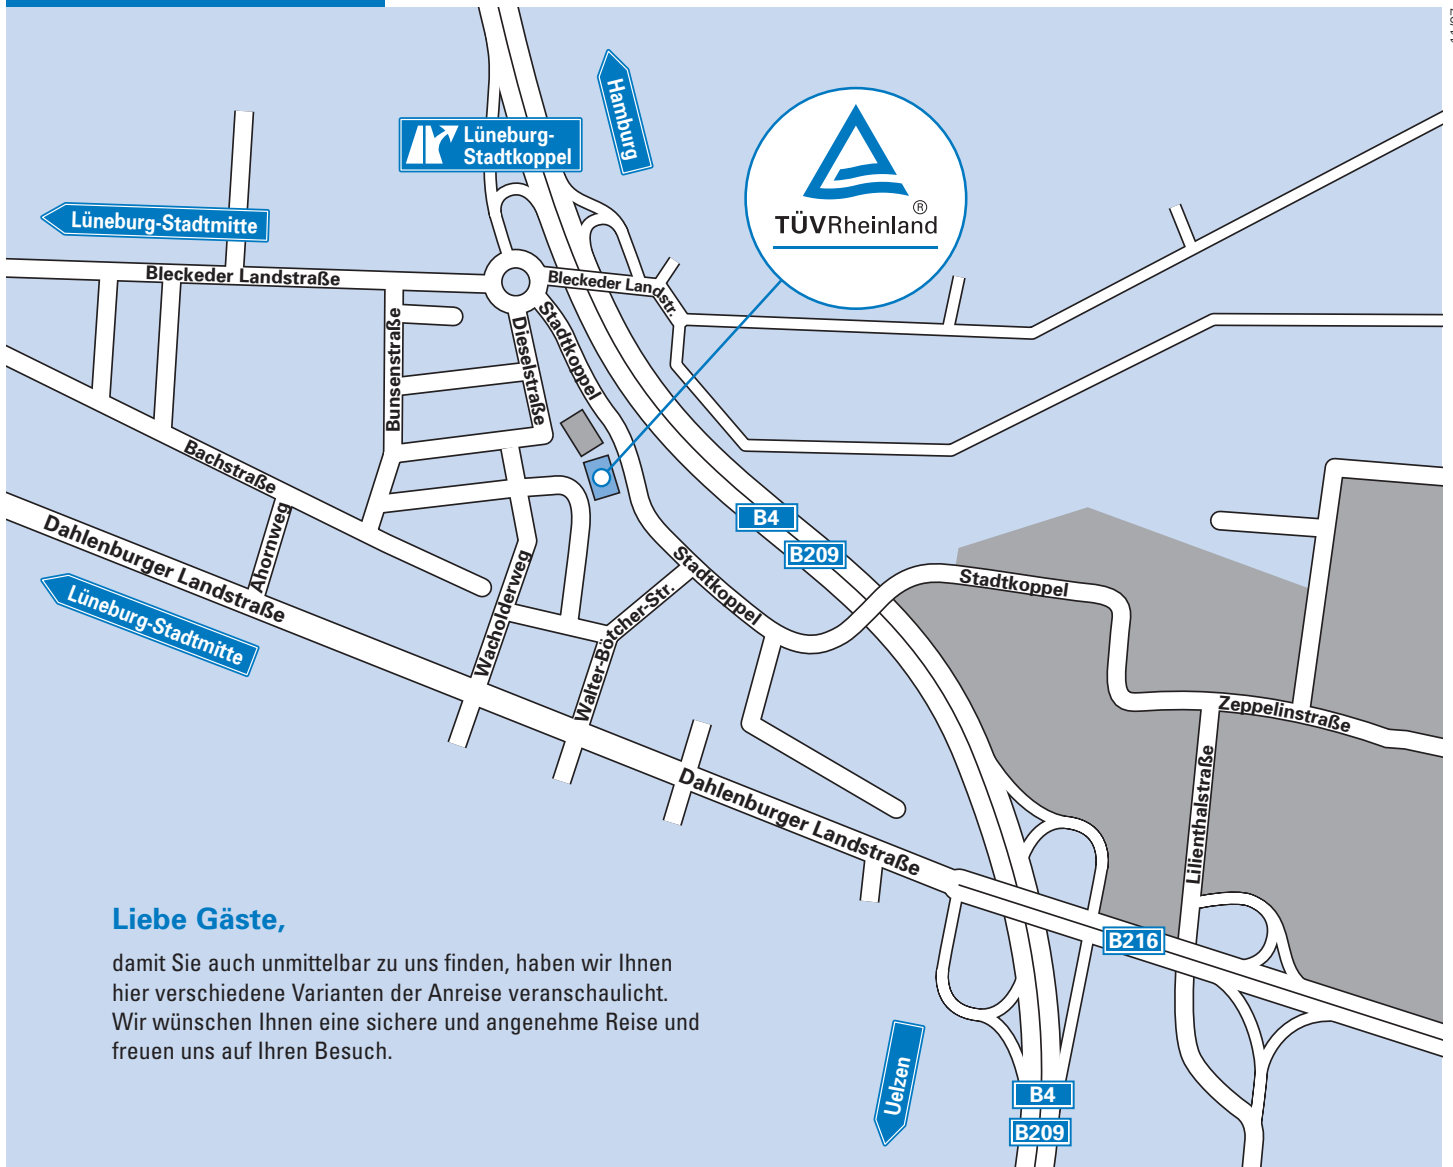 11/07
Hamburg
Lüneburg-
Stadtkoppel
TÜVRheinland
®
Lüneburg-Stadtmitte
Bleckeder Landstraße
Bleckeder Landstr.
Stadtkoppel
Dieselstraße
Bunsenstraße
Bachstraße
Ahornweg
Dahlenburger Landstraße
Lüneburg-Stadtmitte
Wacholderweg
Walter-Bötcher-Str.
Stadtkoppel
B4
B209
Stadtkoppel
Zeppelinstraße
Lilienthalstraße
Dahlenburger Landstraße
B216
Liebe Gäste,
damit Sie auch unmittelbar zu uns finden, haben wir Ihnen
hier verschiedene Varianten der Anreise veranschaulicht.
Wir wünschen Ihnen eine sichere und angenehme Reise und
freuen uns auf Ihren Besuch.
Uelzen
B4
B209